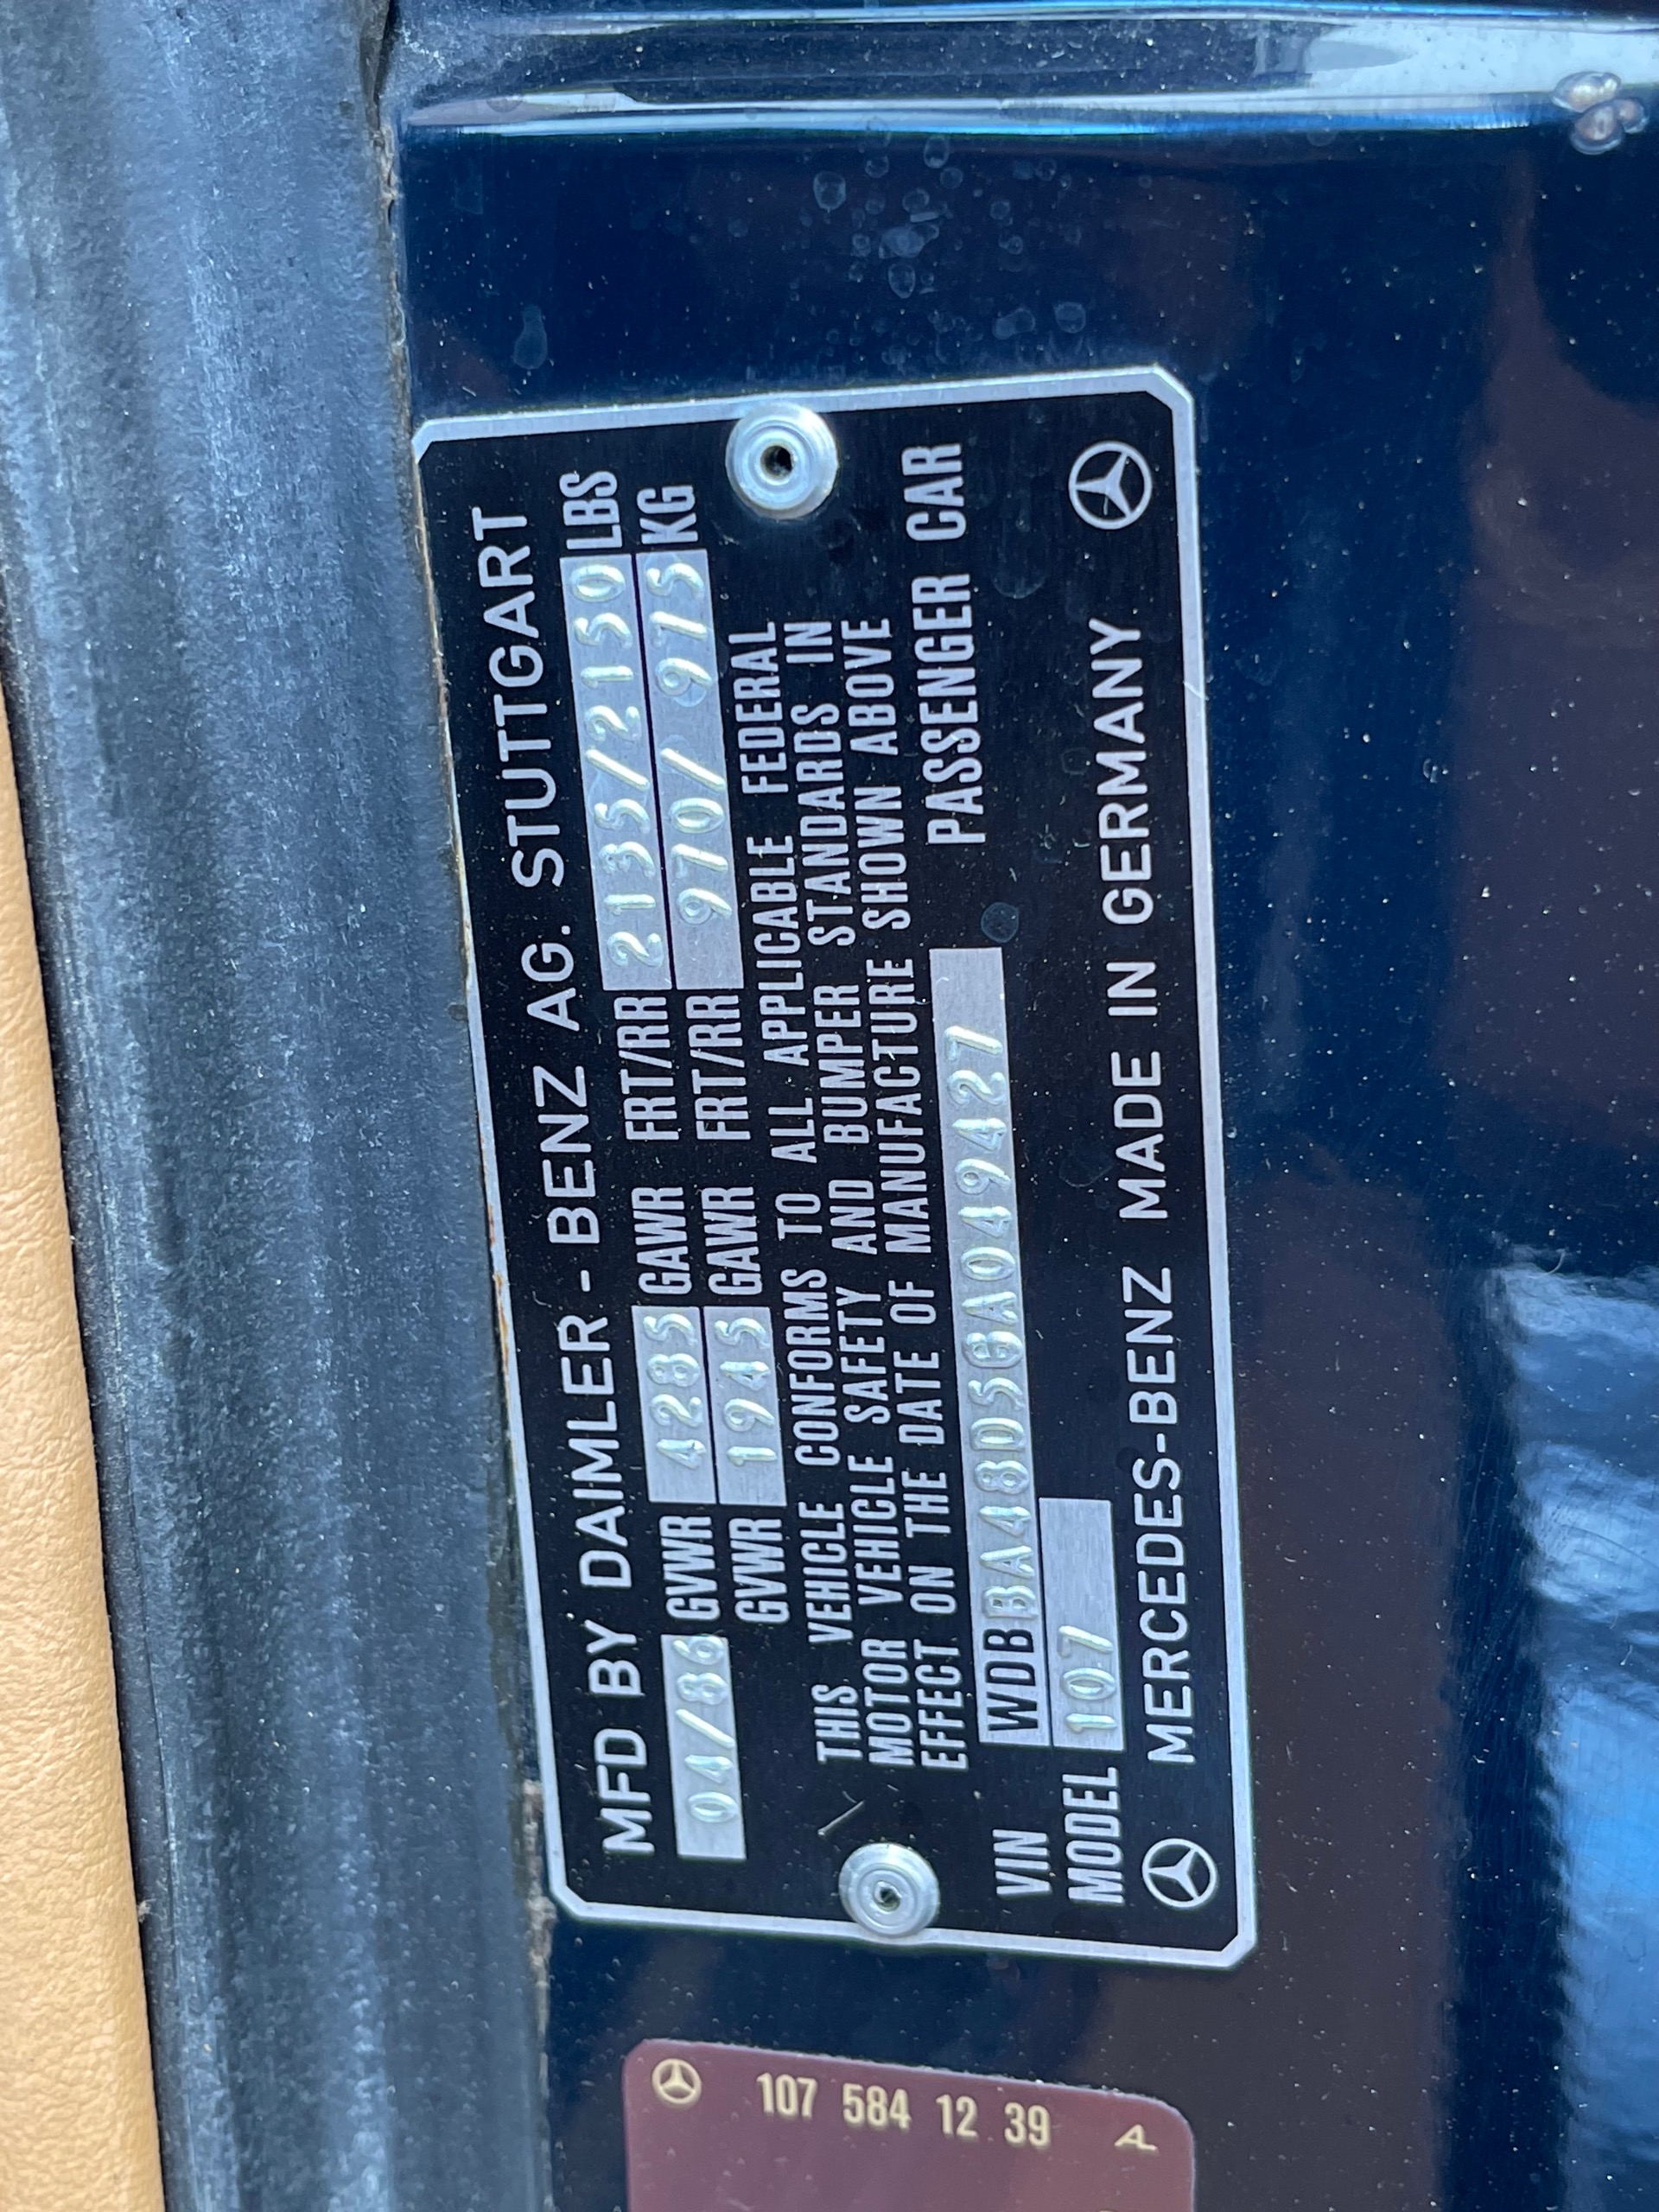 MFD BY DAIMLER - BENZ AG. STUTTGART
04/86 GVWR 4285 GAWR FRT/RR 2135/2150 LBS
GVWR 1945 GAWR FRT/RR 970/ 975 KG
THIS VEHICLE CONFORMS TO ALL APPLICABLE FEDERAL
MOTOR VEHICLE SAFETY AND BUMPER STANDARDS IN
EFFECT ON THE DATE OF MANUFACTURE SHOWN ABOVE
VIN WDBBA48D5GA049427 PASSENGER CAR
MODEL 107
MERCEDES-BENZ MADE IN GERMANY
107 584 12 39 A